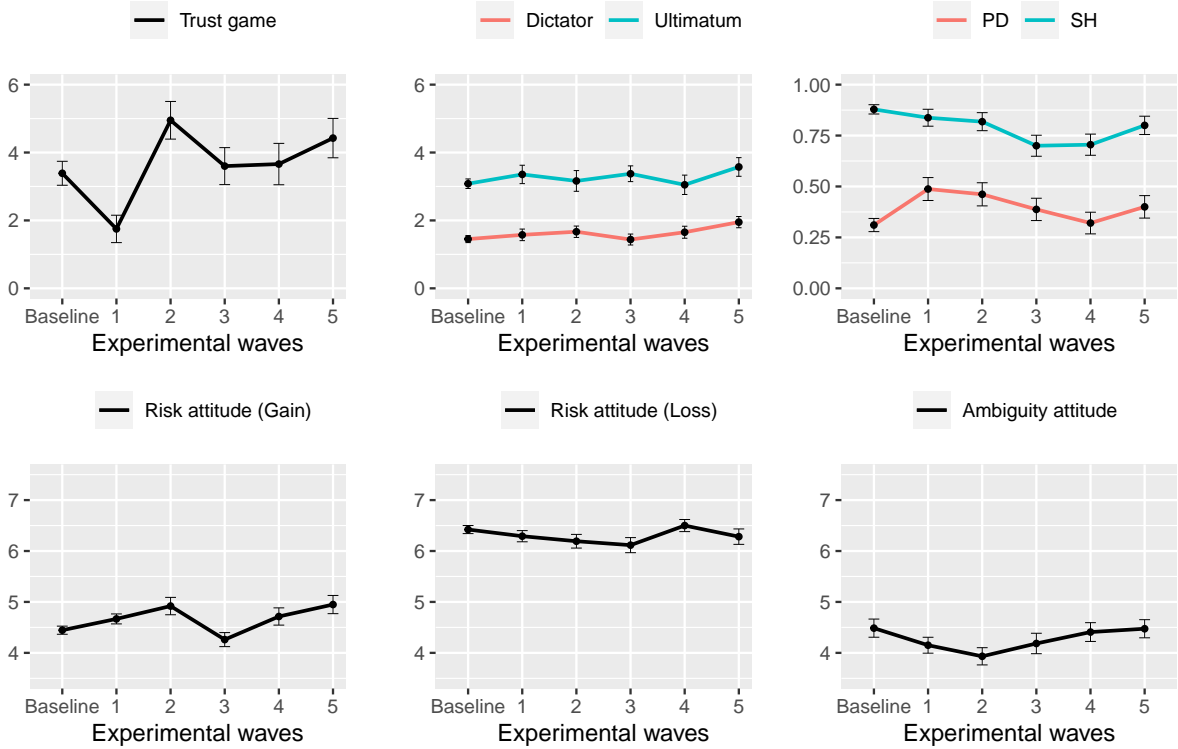 Trust game
Dictator Ultimatum
PD SH
6
4
2
0
Baseline 1 2 3 4 5
Experimental waves
6
4
2
0
Baseline 1 2 3 4 5
Experimental waves
1.00
0.75
0.50
0.25
0.00
Baseline 1 2 3 4 5
Experimental waves
Risk attitude (Gain)
Risk attitude (Loss)
Ambiguity attitude
7
6
5
4
Baseline 1 2 3 4 5
Experimental waves
7
6
5
4
Baseline 1 2 3 4 5
Experimental waves
7
6
5
4
Baseline 1 2 3 4 5
Experimental waves